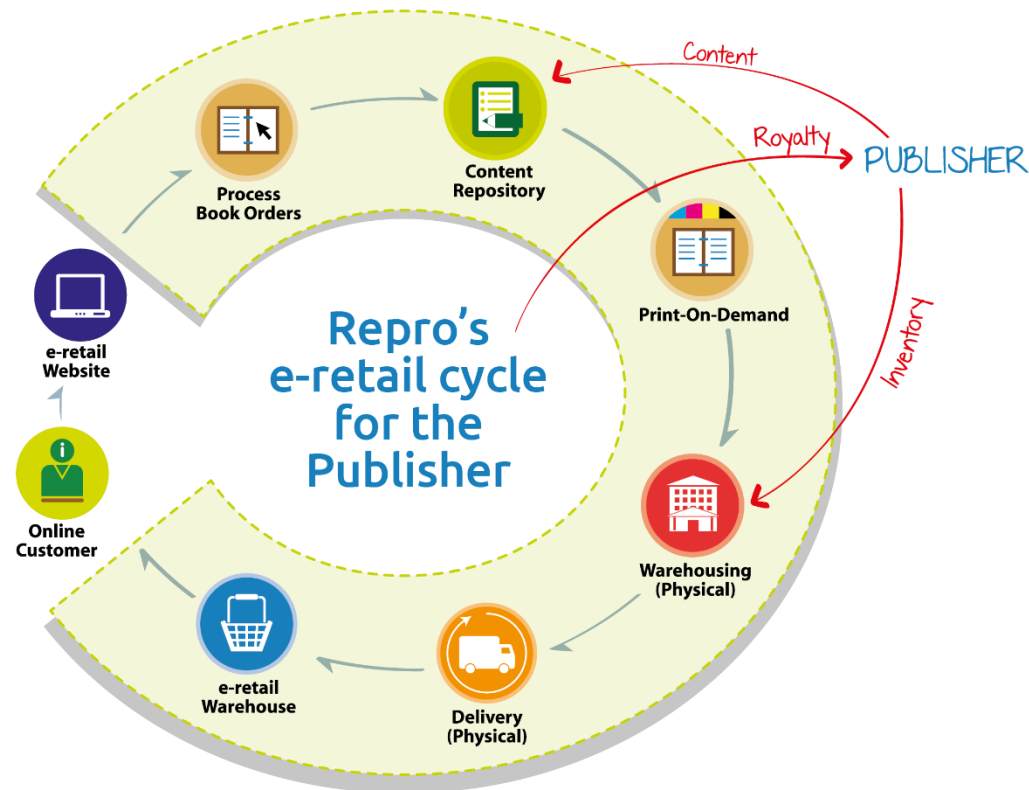 Content
Royalty
PUBLISHER
Inventory
Process
Book Orders
Content
Repository
Print-On-Demand
e-retail
Website
Repro's
e-retail cycle
for the
Publisher
Online
Customer
Warehousing
(Physical)
e-retail
Warehouse
Delivery
(Physical)